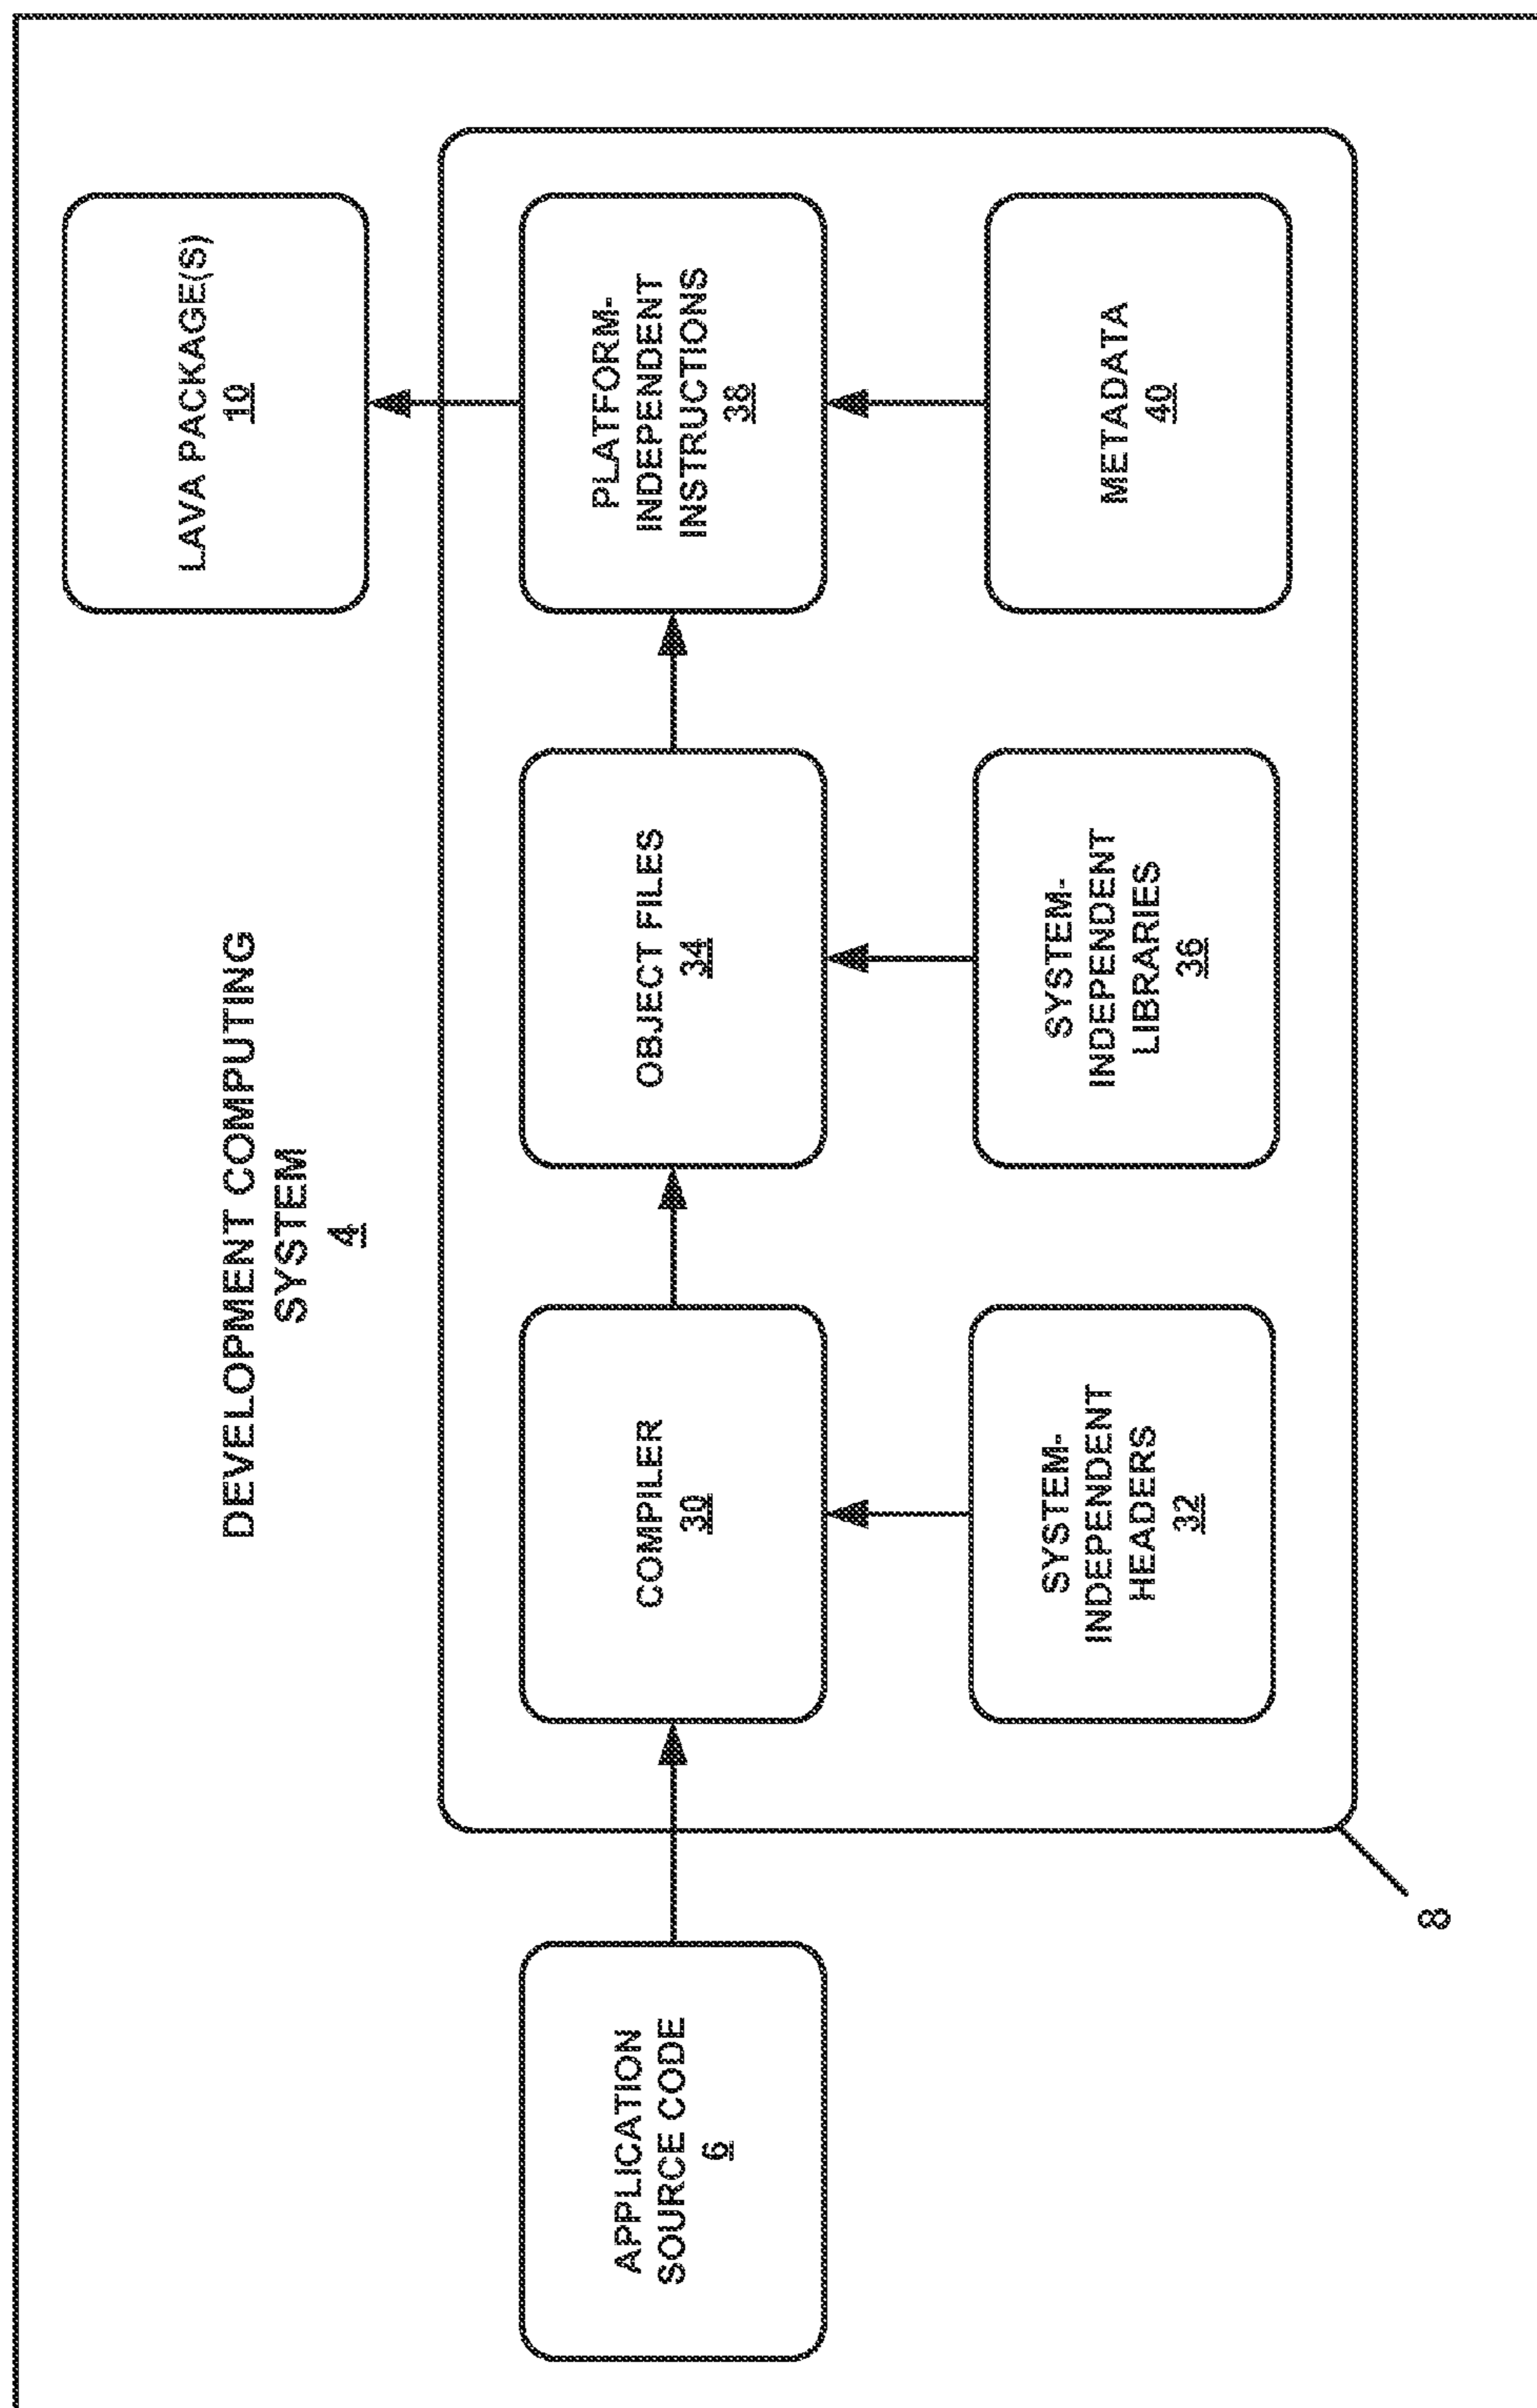 DEVELOPMENT COMPUTING
SYSTEM
4
LAVA PACKAGE(S)
10
APPLICATION
SOURCE CODE
6
COMPILER
30
OBJECT FILES
34
PLATFORM-
INDEPENDENT
INSTRUCTIONS
38
SYSTEM-
INDEPENDENT
HEADERS
32
SYSTEM-
INDEPENDENT
LIBRARIES
36
METADATA
40
8